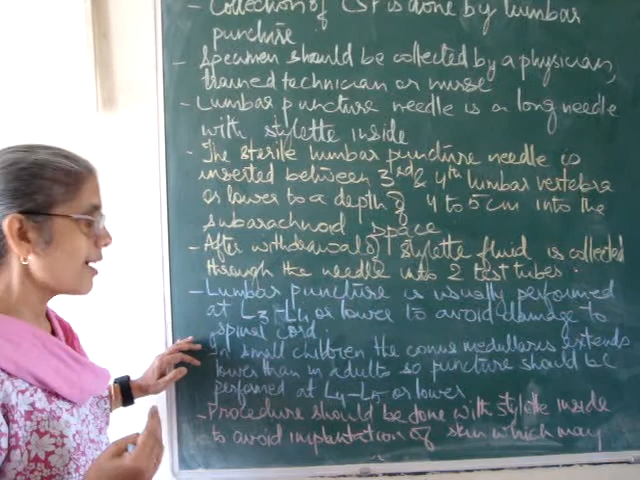 - Collection of CSF is done by lumbar
puncture.
- Specimen should be collected by a physician,
trained technician or nurse
- Lumbar puncture needle is a long needle
with stylette inside
- The sterile lumbar puncture needle is
inserted between 3rd & 4th lumbar vertebra
or lower to a depth of 4 to 5 cm into the
subarachnoid space
- After withdrawal of stylette fluid is collected
through the needle into 2 test tubes.
- Lumbar puncture is usually performed
at L3-L4 or lower to avoid damage to
spinal cord.
In small children the conus medullaris extends
lower than in adults so puncture should be
performed at L4-L5 or lower
- Procedure should be done with stylette inside
to avoid implantation of skin which may